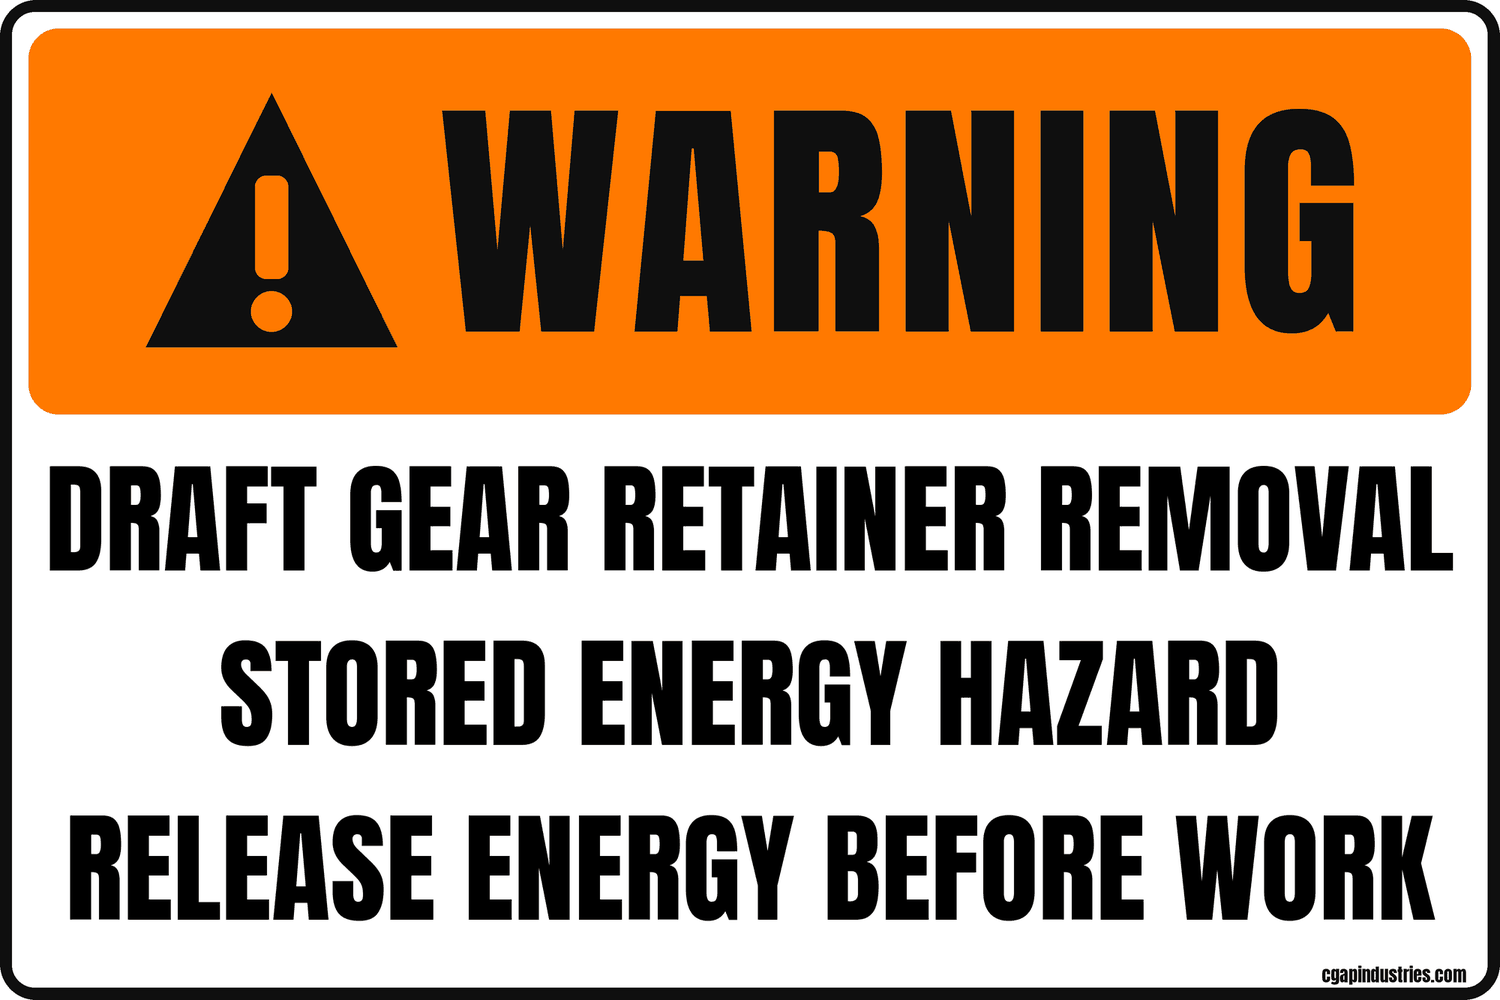 WARNING
DRAFT GEAR RETAINER REMOVAL
STORED ENERGY HAZARD
RELEASE ENERGY BEFORE WORK
cgapindustries.com